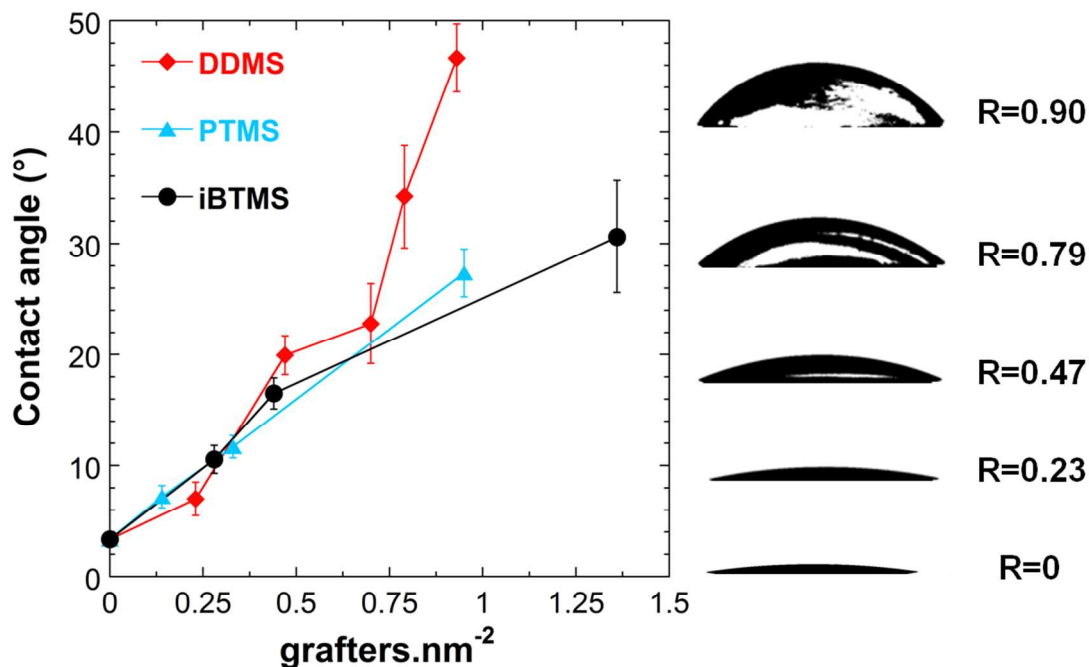 50
40
30
20
10
0
Contact angle (°)
DDMS
PTMS
iBTMS
0
0.25
0.5
0.75
1
1.25
1.5
grafters.nm⁻²
R=0.90
R=0.79
R=0.47
R=0.23
R=0